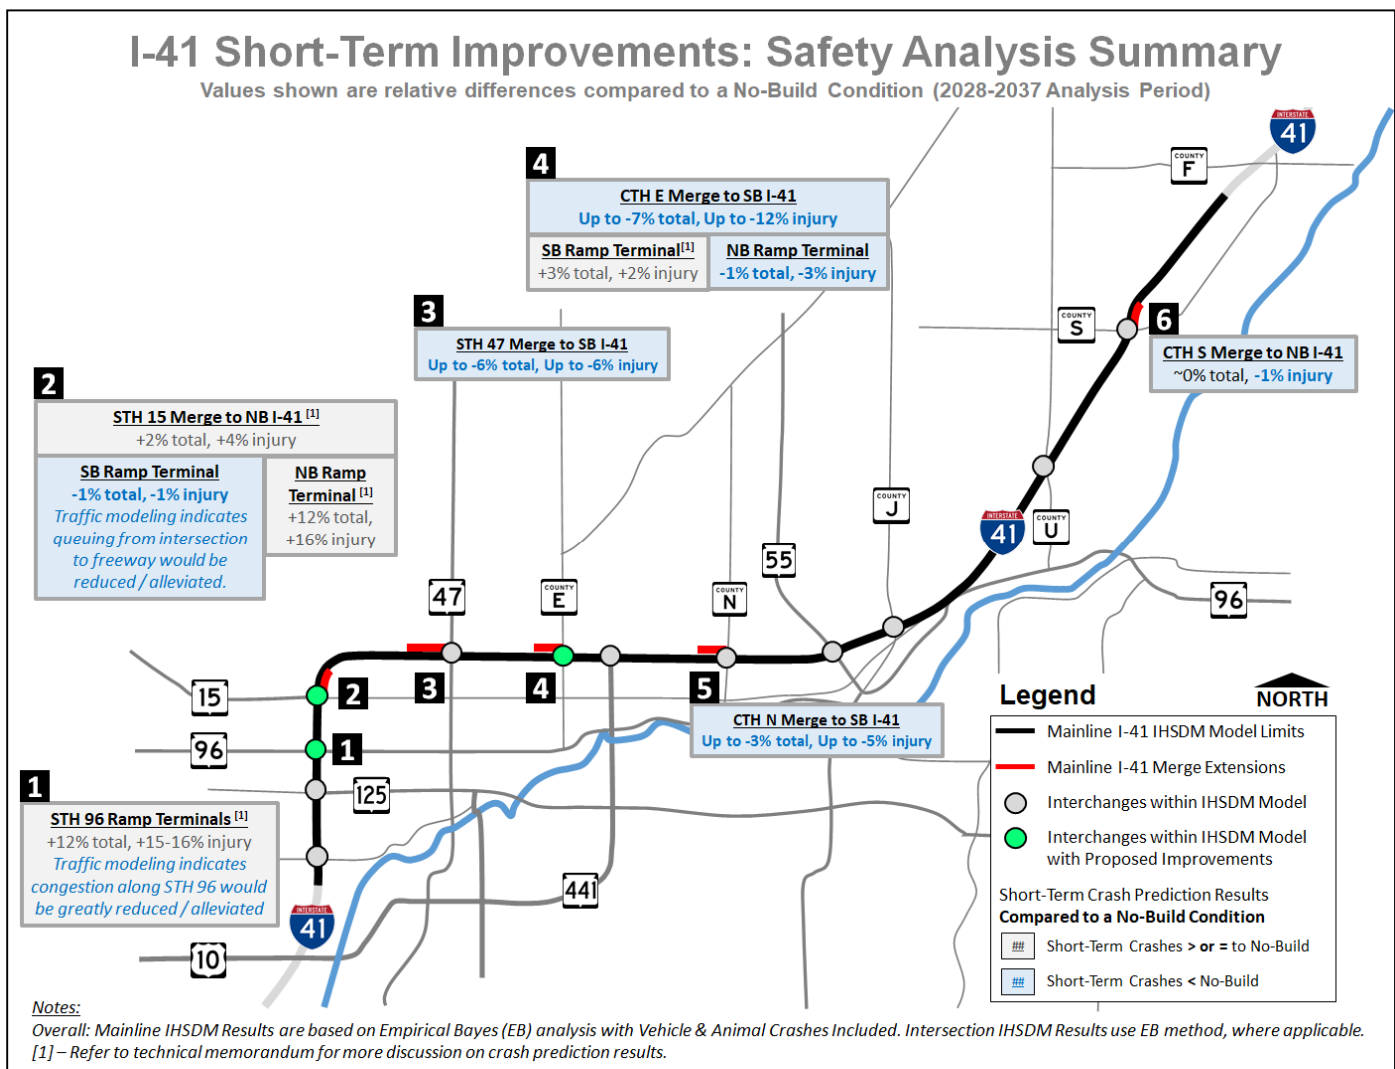 I-41 Short-Term Improvements: Safety Analysis Summary
Values shown are relative differences compared to a No-Build Condition (2028-2037 Analysis Period)
INTERSTATE
41
COUNTY
F
4
CTH E Merge to SB I-41
Up to -7% total, Up to -12% injury
SB Ramp Terminal[1]
+3% total, +2% injury
NB Ramp Terminal
-1% total, -3% injury
3
STH 47 Merge to SB I-41
Up to -6% total, Up to -6% injury
COUNTY
S
6
CTH S Merge to NB I-41
~0% total, -1% injury
2
STH 15 Merge to NB I-41 [1]
+2% total, +4% injury
SB Ramp Terminal
-1% total, -1% injury
Traffic modeling indicates
queuing from intersection
to freeway would be
reduced / alleviated.
NB Ramp
Terminal [1]
+12% total,
+16% injury
COUNTY
J
INTERSTATE
41
COUNTY
U
55
47
COUNTY
E
COUNTY
N
96
15
2
3
4
5
CTH N Merge to SB I-41
Up to -3% total, Up to -5% injury
96
1
125
1
STH 96 Ramp Terminals [1]
+12% total, +15-16% injury
Traffic modeling indicates
congestion along STH 96 would
be greatly reduced / alleviated
INTERSTATE
41
441
10
NORTH
Legend
Mainline I-41 IHSDM Model Limits
Mainline I-41 Merge Extensions
Interchanges within IHSDM Model
Interchanges within IHSDM Model
with Proposed Improvements
Short-Term Crash Prediction Results
Compared to a No-Build Condition
## Short-Term Crashes > or = to No-Build
## Short-Term Crashes < No-Build
Notes:
Overall: Mainline IHSDM Results are based on Empirical Bayes (EB) analysis with Vehicle & Animal Crashes Included. Intersection IHSDM Results use EB method, where applicable.
[1] – Refer to technical memorandum for more discussion on crash prediction results.